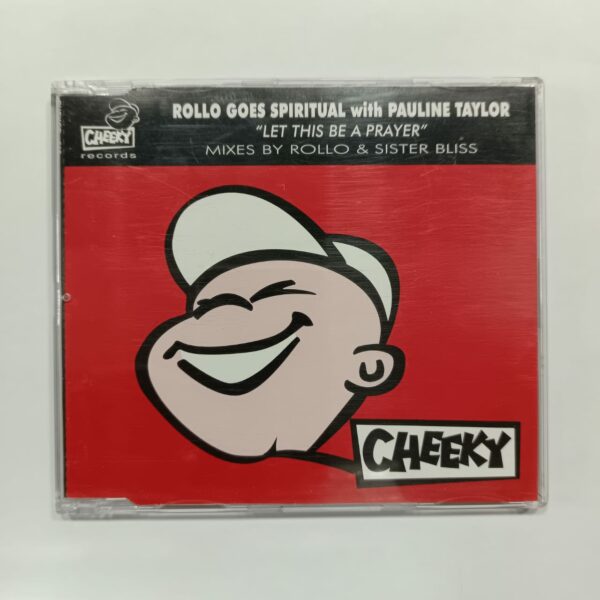 ROLLO GOES SPIRITUAL with PAULINE TAYLOR
"LET THIS BE A PRAYER"
MIXES BY ROLLO & SISTER BLISS
CHEEKY
records
CHEEKY